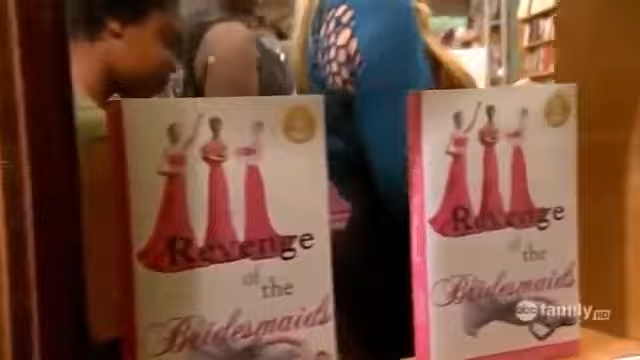 Revenge
of the
Bridesmaids
Revenge
of the
Bridesmaids
abc family HD